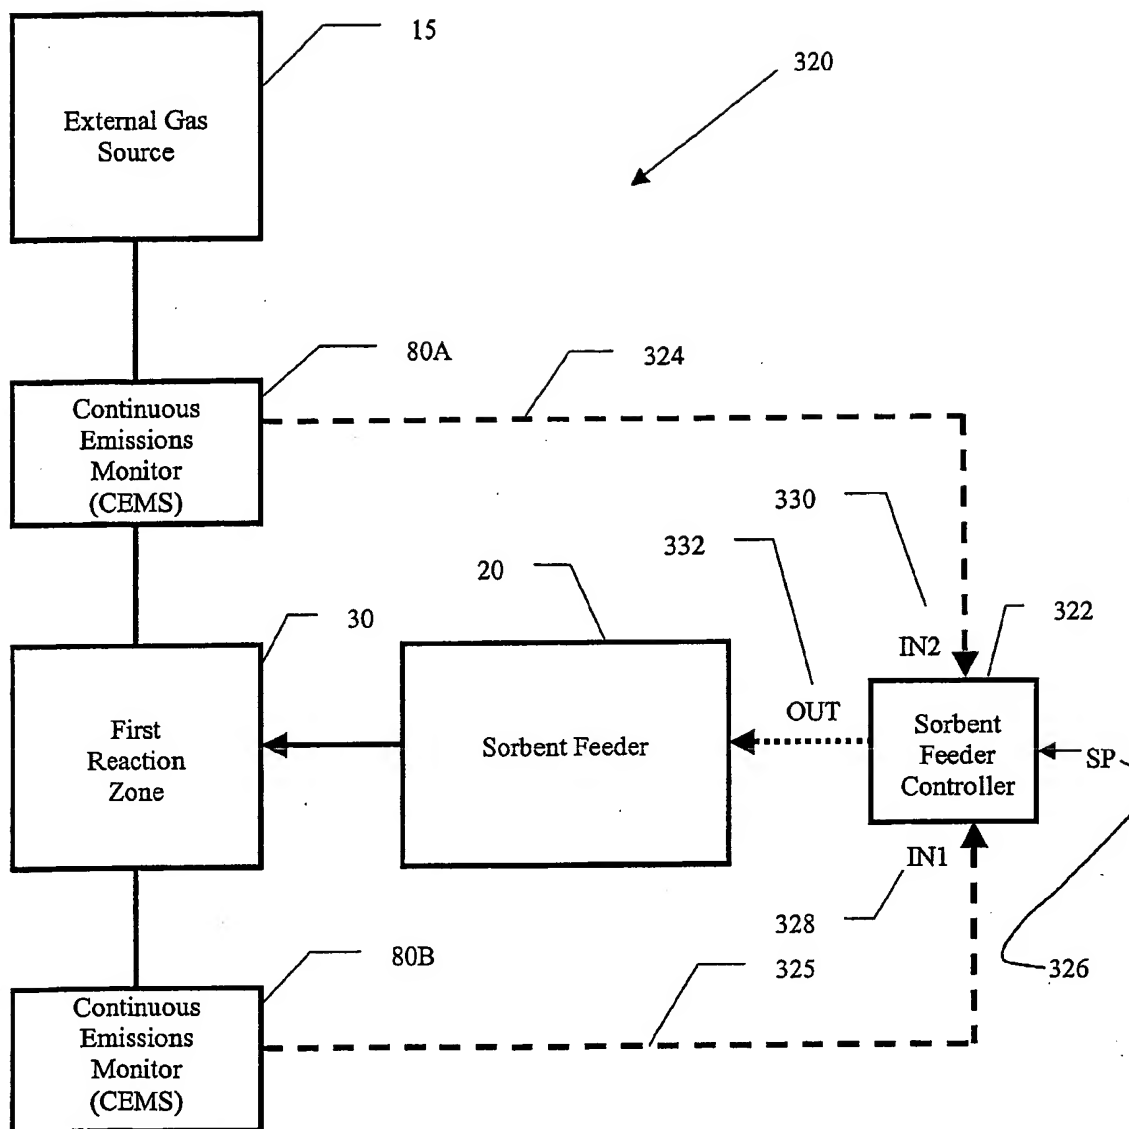 15
320
External Gas
Source
80A
324
Continuous
Emissions
Monitor
(CEMS)
330
332
20
30
322
IN2
OUT
First
Reaction
Zone
Sorbent Feeder
Sorbent
Feeder
Controller
SP
IN1
328
326
80B
325
Continuous
Emissions
Monitor
(CEMS)